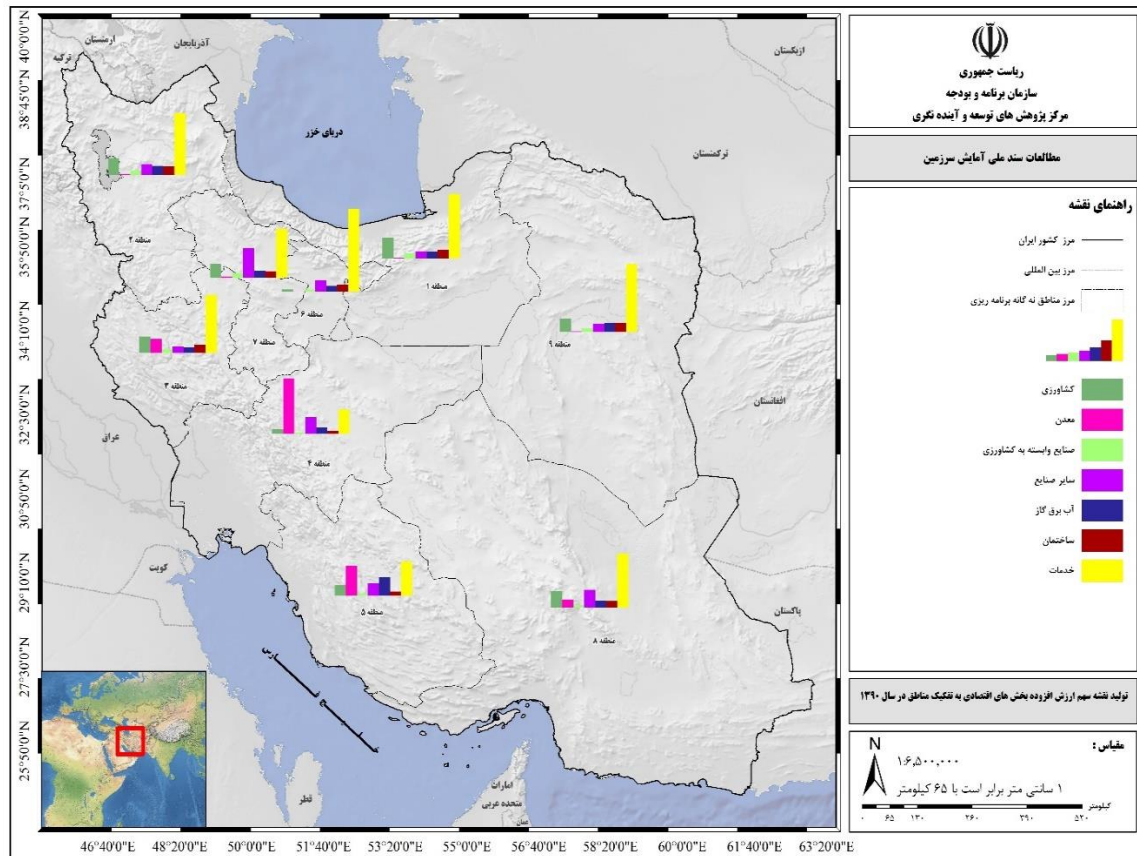 ریاست جمهوری
سازمان برنامه و بودجه
مرکز پژوهش های توسعه و آینده نگری
مطالعات سند ملی آمایش سرزمین
راهنمای نقشه
مرز کشور ایران
مرز بین المللی
مرز مناطق نه گانه برنامه ریزی
کشاورزی
معدن
صنایع وابسته به کشاورزی
سایر صنایع
آب برق گاز
ساختمان
خدمات
تولید نقشه سهم ارزش افزوده بخش های اقتصادی به تفکیک مناطق در سال ۱۳۹۰
مقیاس :
N
۱:۶,۵۰۰,۰۰۰
۱ سانتی متر برابر است با ۶۵ کیلومتر
کیلومتر
۰ ۶۵ ۱۳۰ ۲۶۰ ۳۹۰ ۵۲۰
ارمنستان
آذربایجان
ترکیه
ازبکستان
دریای خزر
ترکمنستان
منطقه ۲
منطقه ۱
منطقه ۶
منطقه ۹
منطقه ۷
منطقه ۳
افغانستان
عراق
منطقه ۴
کویت
منطقه ۵
منطقه ۸
پاکستان
قطر
امارات
متحده عربی
عمان
40°0'0"N
38°45'0"N
37°5'0"N
35°50'0"N
34°10'0"N
32°30'0"N
30°50'0"N
29°10'0"N
27°30'0"N
25°50'0"N
46°40'0"E 48°20'0"E 50°0'0"E 51°40'0"E 53°20'0"E 55°0'0"E 56°40'0"E 58°20'0"E 60°0'0"E 61°40'0"E 63°20'0"E